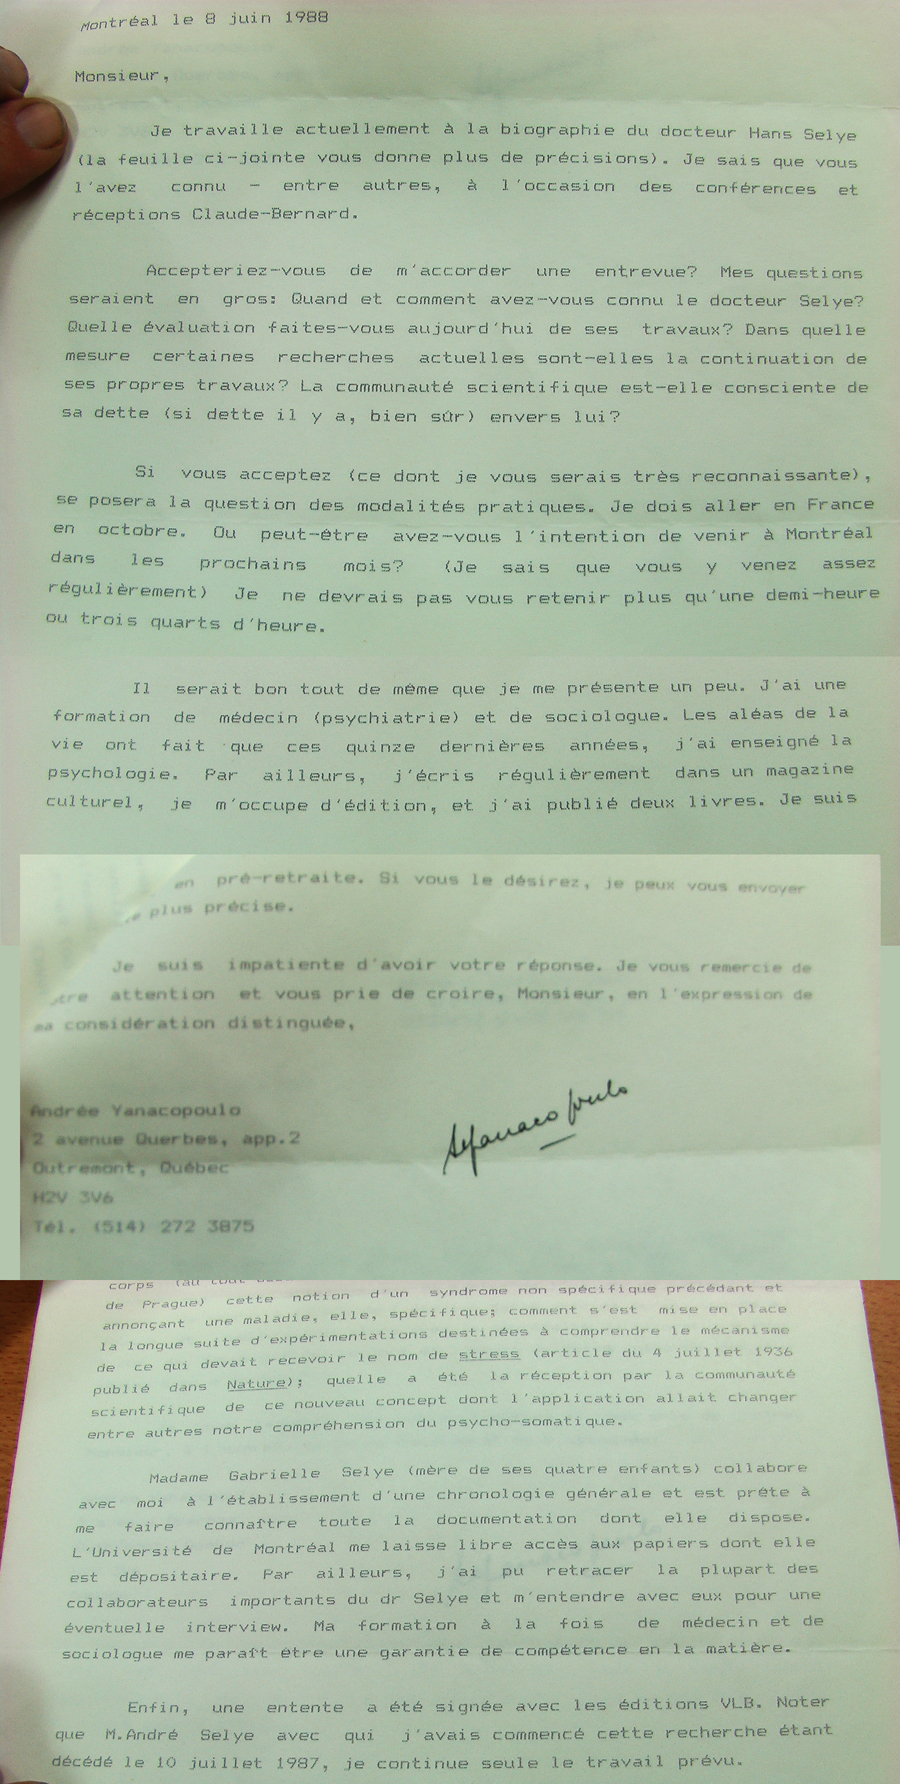 Montréal le 8 juin 1988
Monsieur,
Je travaille actuellement à la biographie du docteur Hans Selye
(la feuille ci-jointe vous donne plus de précisions). Je sais que vous
l'avez connu - entre autres, à l'occasion des conférences et
réceptions Claude-Bernard.
Accepteriez-vous de m'accorder une entrevue? Mes questions
seraient en gros: Quand et comment avez-vous connu le docteur Selye?
Quelle évaluation faites-vous aujourd'hui de ses travaux? Dans quelle
mesure certaines recherches actuelles sont-elles la continuation de
ses propres travaux? La communauté scientifique est-elle consciente de
sa dette (si dette il y a, bien sûr) envers lui?
Si vous acceptez (ce dont je vous serais très reconnaissante),
se posera la question des modalités pratiques. Je dois aller en France
en octobre. Ou peut-être avez-vous l'intention de venir à Montréal
dans les prochains mois? (Je sais que vous y venez assez
régulièrement) Je ne devrais pas vous retenir plus qu'une demi-heure
ou trois quarts d'heure.
Il serait bon tout de même que je me présente un peu. J'ai une
formation de médecin (psychiatrie) et de sociologue. Les aléas de la
vie ont fait que ces quinze dernières années, j'ai enseigné la
psychologie. Par ailleurs, j'écris régulièrement dans un magazine
culturel, je m'occupe d'édition, et j'ai publié deux livres. Je suis
en pré-retraite. Si vous le désirez, je peux vous envoyer
plus précise.
Je suis impatiente d'avoir votre réponse. Je vous remercie de
attention et vous prie de croire, Monsieur, en l'expression de
ma considération distinguée,
Andrée Yanacopoulo
2 avenue Querbes, app.2
Outremont, Québec
H2V 3V6
Tél. (514) 272 3875
AYanacopoulo
corps (au
de Prague) cette notion d'un syndrome non spécifique précédant et
annonçant une maladie, elle, spécifique; comment s'est mise en place
la longue suite d'expérimentations destinées à comprendre le mécanisme
de ce qui devait recevoir le nom de stress (article du 4 juillet 1936
publié dans Nature); quelle a été la réception par la communauté
scientifique de ce nouveau concept dont l'application allait changer
entre autres notre compréhension du psycho-somatique.
Madame Gabrielle Selye (mère de ses quatre enfants) collabore
avec moi à l'établissement d'une chronologie générale et est prête à
me faire connaître toute la documentation dont elle dispose.
L'Université de Montréal me laisse libre accès aux papiers dont elle
est dépositaire. Par ailleurs, j'ai pu retracer la plupart des
collaborateurs importants du dr Selye et m'entendre avec eux pour une
éventuelle interview. Ma formation à la fois de médecin et de
sociologue me paraît être une garantie de compétence en la matière.
Enfin, une entente a été signée avec les éditions VLB. Noter
que M.André Selye avec qui j'avais commencé cette recherche étant
décédé le 10 juillet 1987, je continue seule le travail prévu.